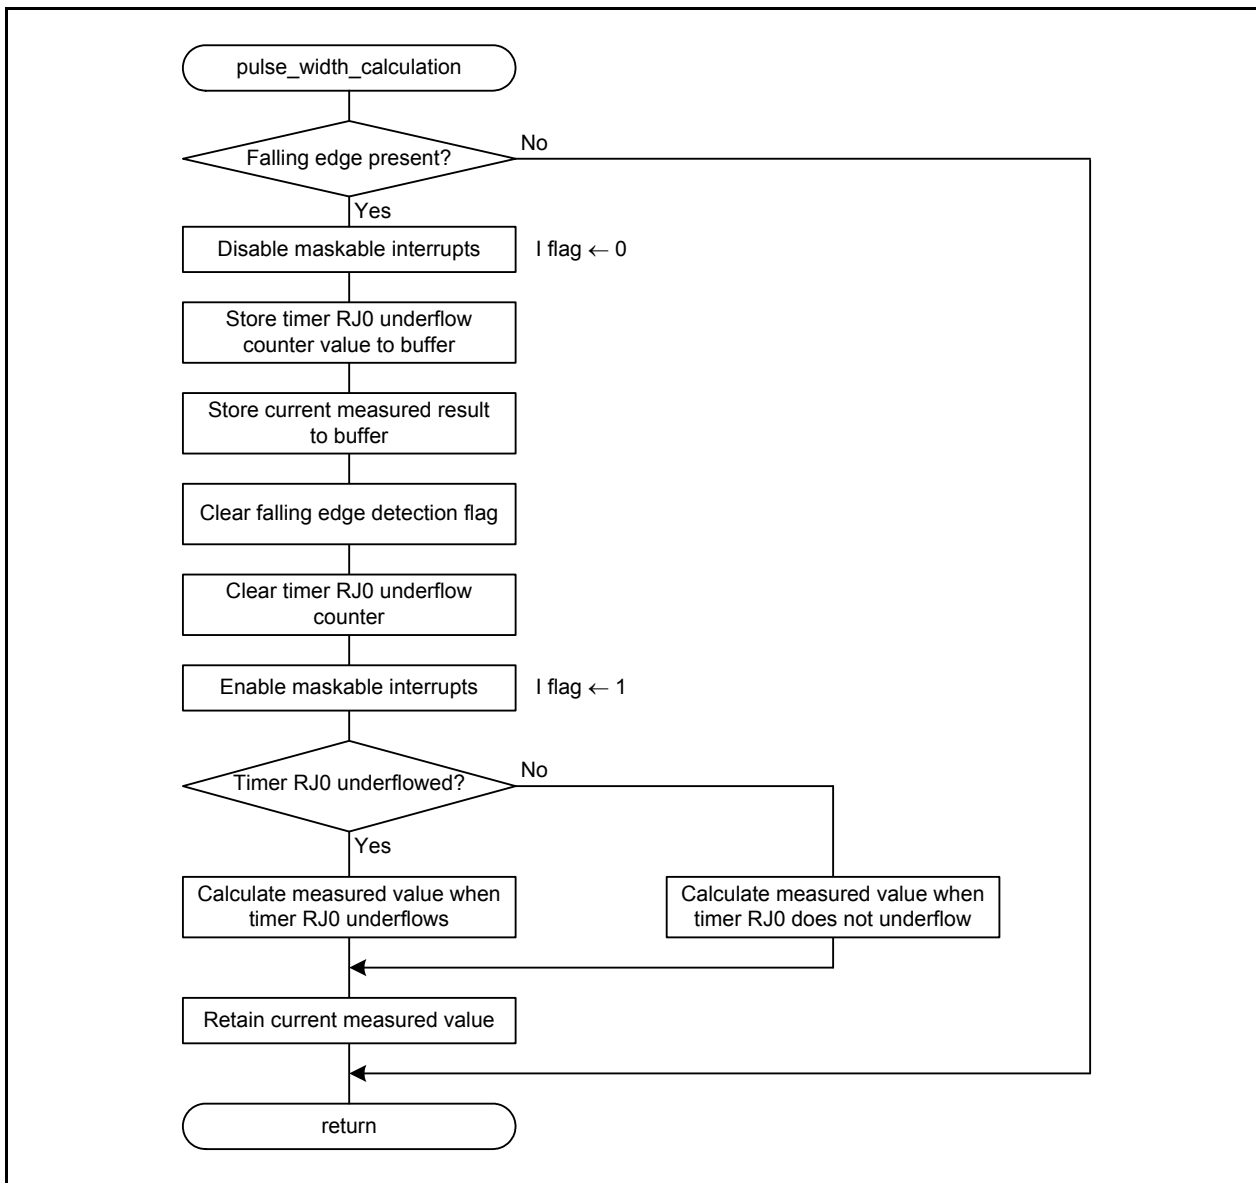 pulse_width_calculation
Falling edge present?
No
Yes
Disable maskable interrupts
I flag ← 0
Store timer RJ0 underflow
counter value to buffer
Store current measured result
to buffer
Clear falling edge detection flag
Clear timer RJ0 underflow
counter
Enable maskable interrupts
I flag ← 1
Timer RJ0 underflowed?
No
Yes
Calculate measured value when
timer RJ0 underflows
Calculate measured value when
timer RJ0 does not underflow
Retain current measured value
return